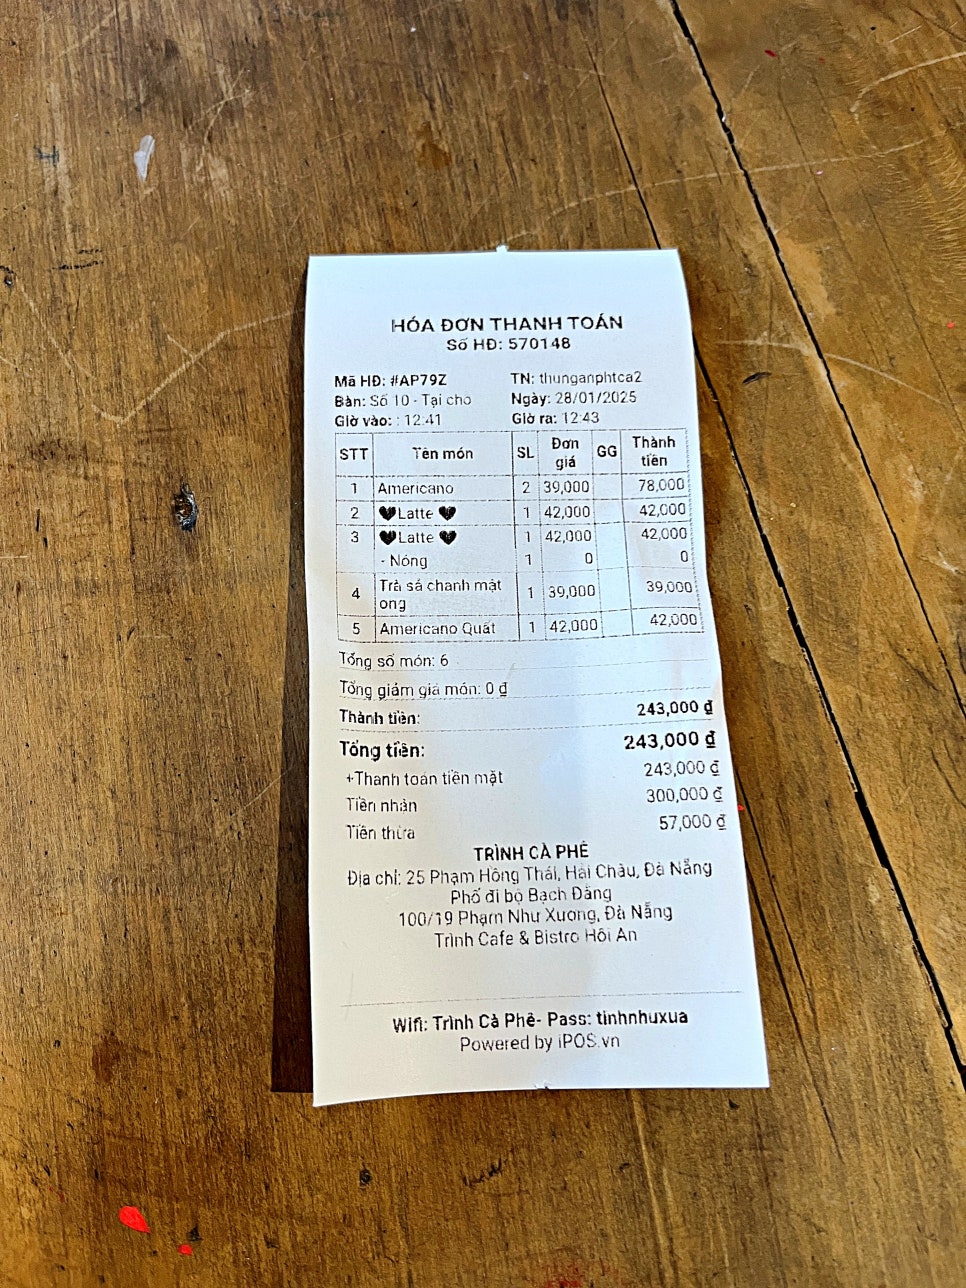 HÓA ĐƠN THANH TOÁN
Số HĐ: 570148
Mã HĐ: #AP79Z TN: thunganphtca2
Bàn: Số 10 - Tại chỗ Ngày: 28/01/2025
Giờ vào: : 12:41 Giờ ra: 12:43
STT Tên món SL Đơn giá GG Thành tiền
1 Americano 2 39,000 78,000
2 🖤Latte 🖤 1 42,000 42,000
3 🖤Latte 🖤 1 42,000 42,000
- Nóng 1 0 0
4 Trà sả chanh mật ong 1 39,000 39,000
5 Americano Quất 1 42,000 42,000
Tổng số món: 6
Tổng giảm giá món: 0 ₫
Thành tiền: 243,000 ₫
Tổng tiền: 243,000 ₫
+Thanh toán tiền mặt 243,000 ₫
Tiền nhận 300,000 ₫
Tiền thừa 57,000 ₫
TRÌNH CÀ PHÊ
Địa chỉ: 25 Phạm Hồng Thái, Hải Châu, Đà Nẵng
Phố đi bộ Bạch Đằng
100/19 Phạm Như Xương, Đà Nẵng
Trình Cafe & Bistro Hội An
Wifi: Trình Cà Phê- Pass: tinhnhuxua
Powered by iPOS.vn